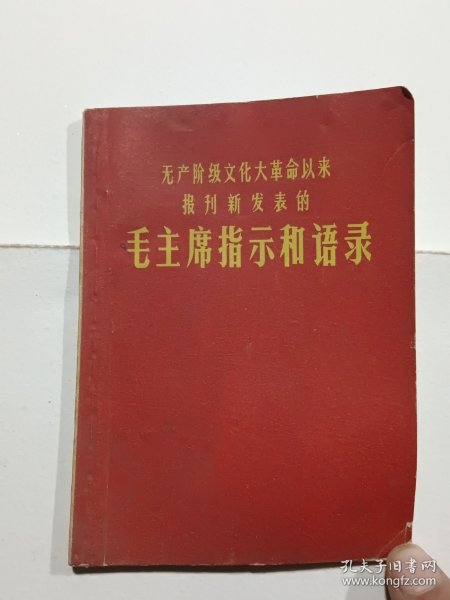 无产阶级文化大革命以来
报刊新发表的
毛主席指示和语录
孔夫子旧书网
www.kongfz.com